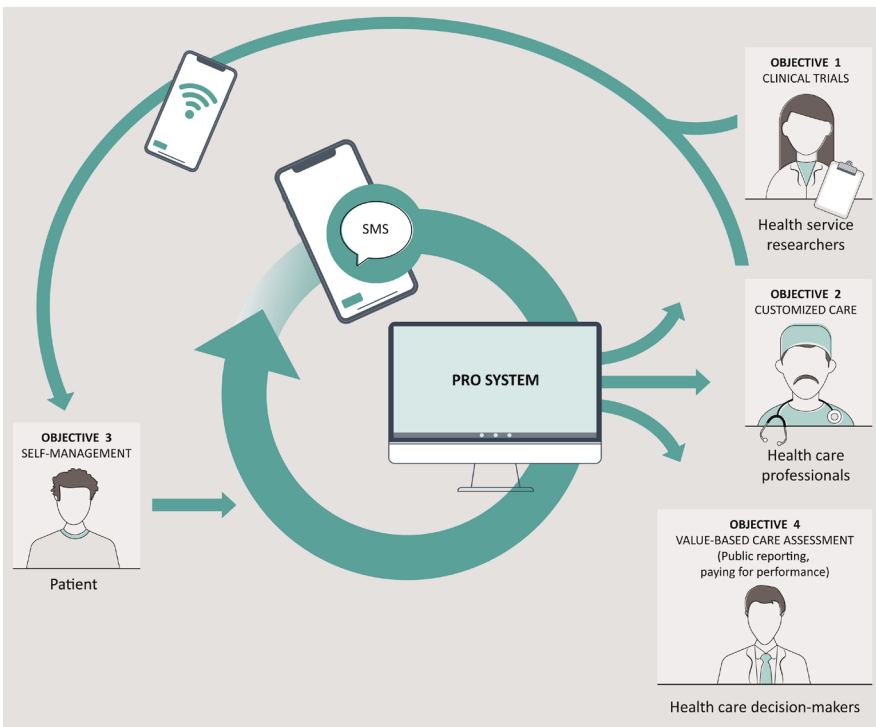 OBJECTIVE 1
CLINICAL TRIALS
Health service
researchers
SMS
OBJECTIVE 2
CUSTOMIZED CARE
Health care
professionals
PRO SYSTEM
OBJECTIVE 3
SELF-MANAGEMENT
Patient
OBJECTIVE 4
VALUE-BASED CARE ASSESSMENT
(Public reporting,
paying for performance)
Health care decision-makers